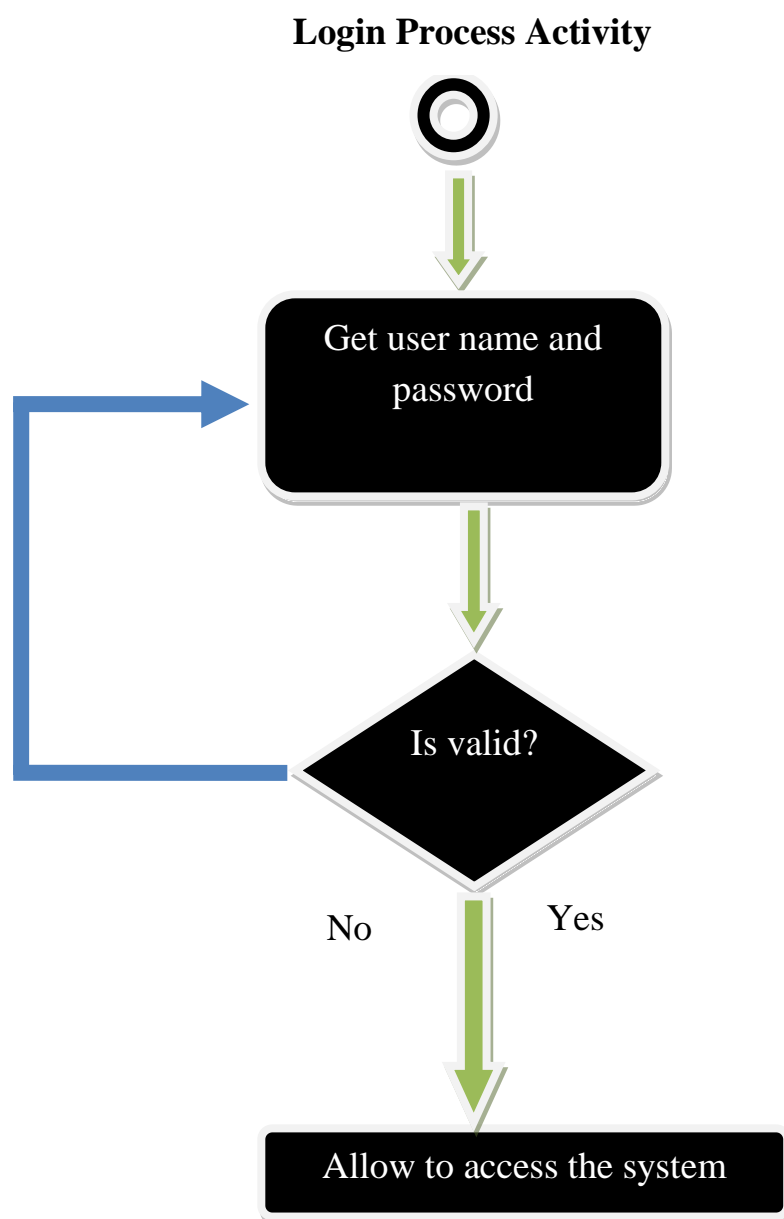 Login Process Activity
Get user name and
password
Is valid?
No
Yes
Allow to access the system